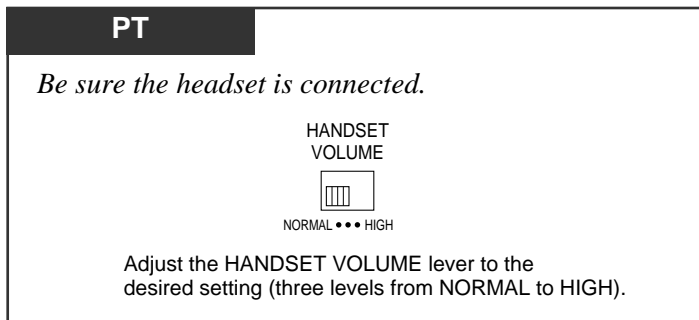 PT
Be sure the headset is connected.
HANDSET
VOLUME
NORMAL ••• HIGH
Adjust the HANDSET VOLUME lever to the
desired setting (three levels from NORMAL to HIGH).